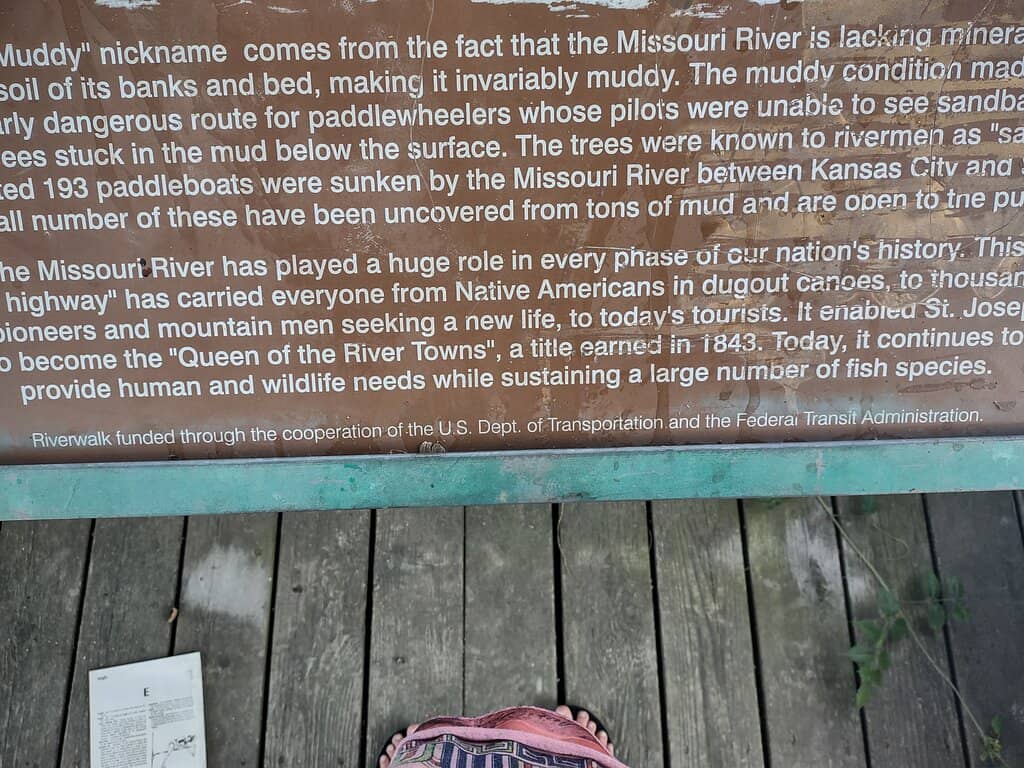 Muddy" nickname comes from the fact that the Missouri River is lacking minera
soil of its banks and bed, making it invariably muddy. The muddy condition mad
arly dangerous route for paddlewheelers whose pilots were unable to see sandba
ees stuck in the mud below the surface. The trees were known to rivermen as "sa
ted 193 paddleboats were sunken by the Missouri River between Kansas City and
all number of these have been uncovered from tons of mud and are open to the pu
he Missouri River has played a huge role in every phase of our nation's history. This
highway" has carried everyone from Native Americans in dugout canoes, to thousan
pioneers and mountain men seeking a new life, to today's tourists. It enabled St. Josep
o become the "Queen of the River Towns", a title earned in 1843. Today, it continues to
provide human and wildlife needs while sustaining a large number of fish species.
Riverwalk funded through the cooperation of the U.S. Dept. of Transportation and the Federal Transit Administration.
E